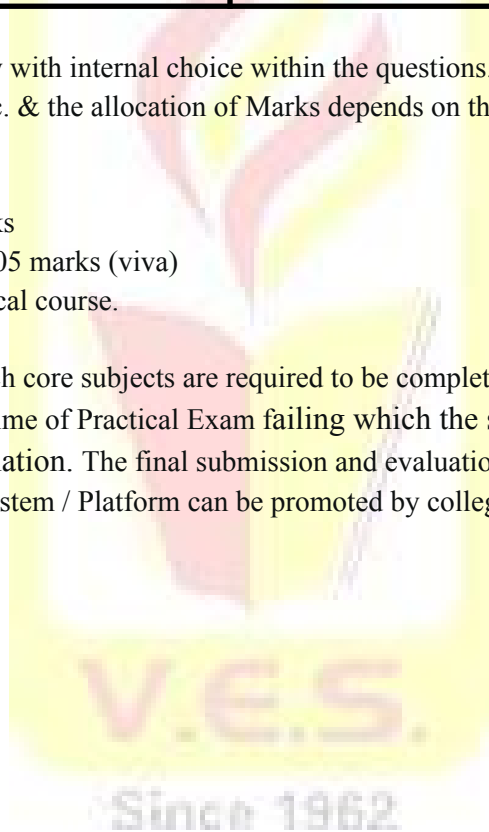 with internal choice within the questions.
. & the allocation of Marks depends on th
ks
05 marks (viva)
cal course.
h core subjects are required to be complet
me of Practical Exam failing which the s
nation. The final submission and evaluatio
stem / Platform can be promoted by colleg
V.E.S.
Since 1962